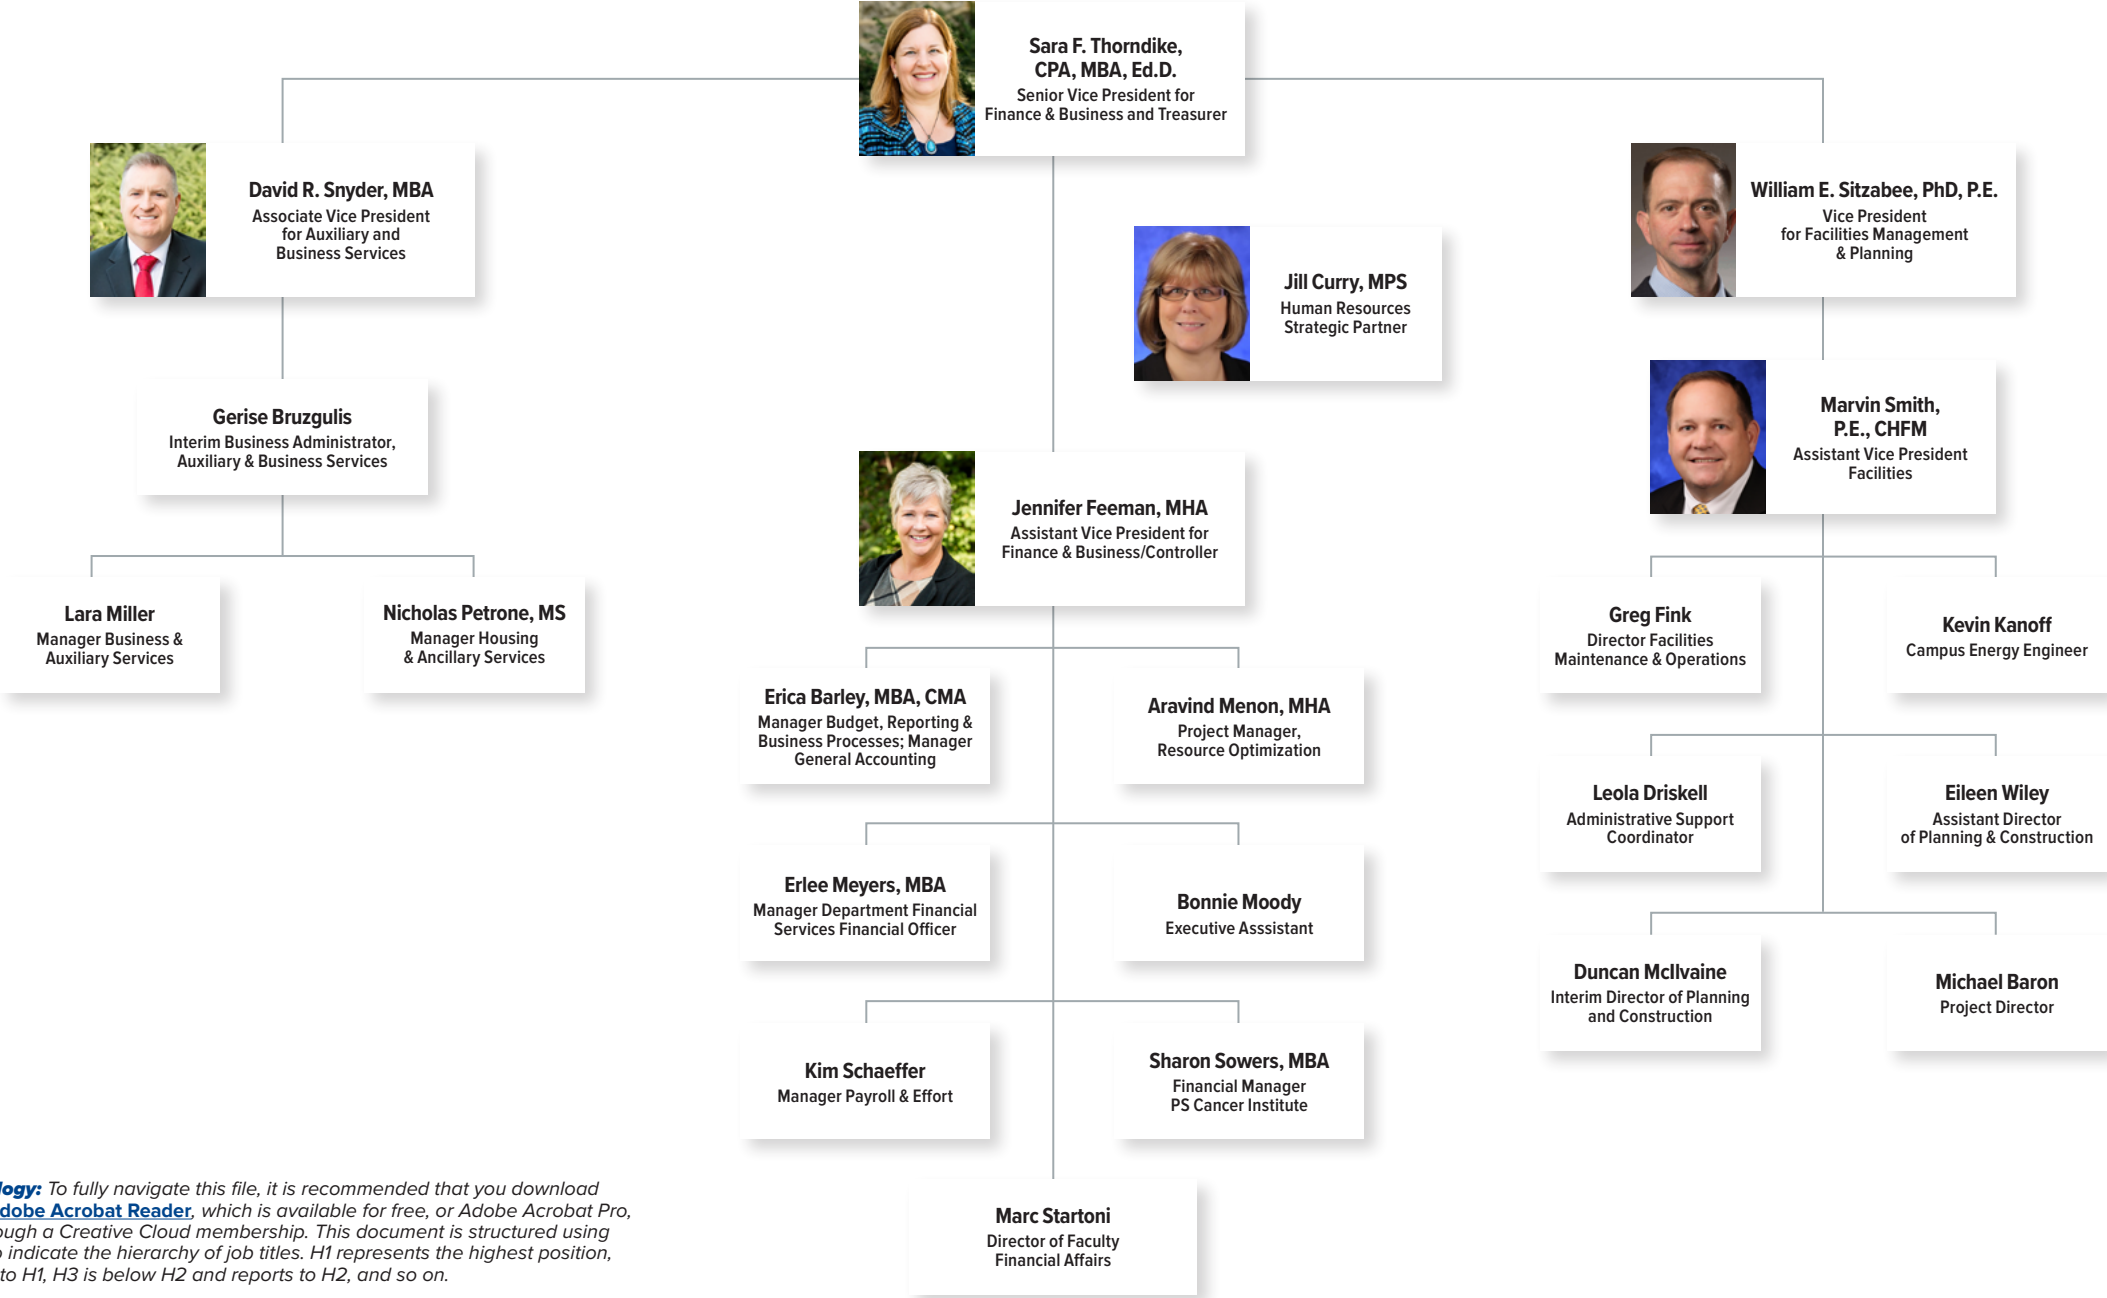 Sara F. Thorndike,
CPA, MBA, Ed.D.
Senior Vice President for
Finance & Business and Treasurer
David R. Snyder, MBA
Associate Vice President
for Auxiliary and
Business Services
William E. Sitzabee, PhD, P.E.
Vice President
for Facilities Management
& Planning
Jill Curry, MPS
Human Resources
Strategic Partner
Gerise Bruzgulis
Interim Business Administrator,
Auxiliary & Business Services
Marvin Smith,
P.E., CHFM
Assistant Vice President
Facilities
Jennifer Feeman, MHA
Assistant Vice President for
Finance & Business/Controller
Lara Miller
Manager Business &
Auxiliary Services
Nicholas Petrone, MS
Manager Housing
& Ancillary Services
Greg Fink
Director Facilities
Maintenance & Operations
Kevin Kanoff
Campus Energy Engineer
Erica Barley, MBA, CMA
Manager Budget, Reporting &
Business Processes; Manager
General Accounting
Aravind Menon, MHA
Project Manager,
Resource Optimization
Leola Driskell
Administrative Support
Coordinator
Eileen Wiley
Assistant Director
of Planning & Construction
Erlee Meyers, MBA
Manager Department Financial
Services Financial Officer
Bonnie Moody
Executive Asssistant
Duncan McIlvaine
Interim Director of Planning
and Construction
Michael Baron
Project Director
Kim Schaeffer
Manager Payroll & Effort
Sharon Sowers, MBA
Financial Manager
PS Cancer Institute
Marc Startoni
Director of Faculty
Financial Affairs
logy: To fully navigate this file, it is recommended that you download
dobe Acrobat Reader, which is available for free, or Adobe Acrobat Pro,
ough a Creative Cloud membership. This document is structured using
o indicate the hierarchy of job titles. H1 represents the highest position,
to H1, H3 is below H2 and reports to H2, and so on.